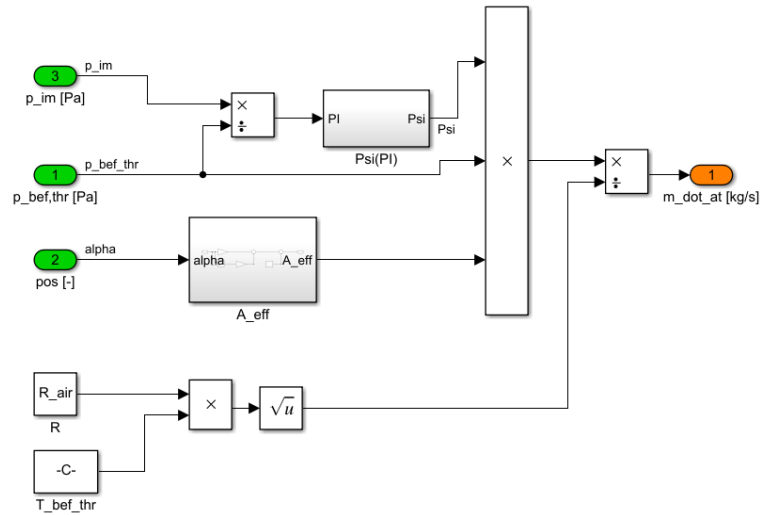 3
p_im
p_im [Pa]
×
÷
PI
Psi
Psi
Psi(PI)
1
p_bef_thr
p_bef,thr [Pa]
×
×
÷
1
m_dot_at [kg/s]
2
alpha
pos [-]
alpha
A_eff
A_eff
R_air
R
×
√u
-C-
T_bef_thr